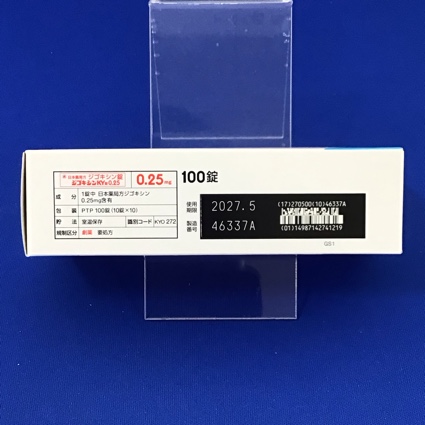 日本薬局方 ジゴキシン錠
ジゴキシンKY錠0.25
0.25mg
100錠
成分 1錠中 日本薬局方ジゴキシン
0.25mg含有
包装 PTP 100錠(10錠×10)
貯法 室温保存 識別コード KYO 272
規制区分 劇薬 要処方
使用期限 2027.5
製造番号 46337A
(17)270500(10)46337A
(01)14987142741219
GS1